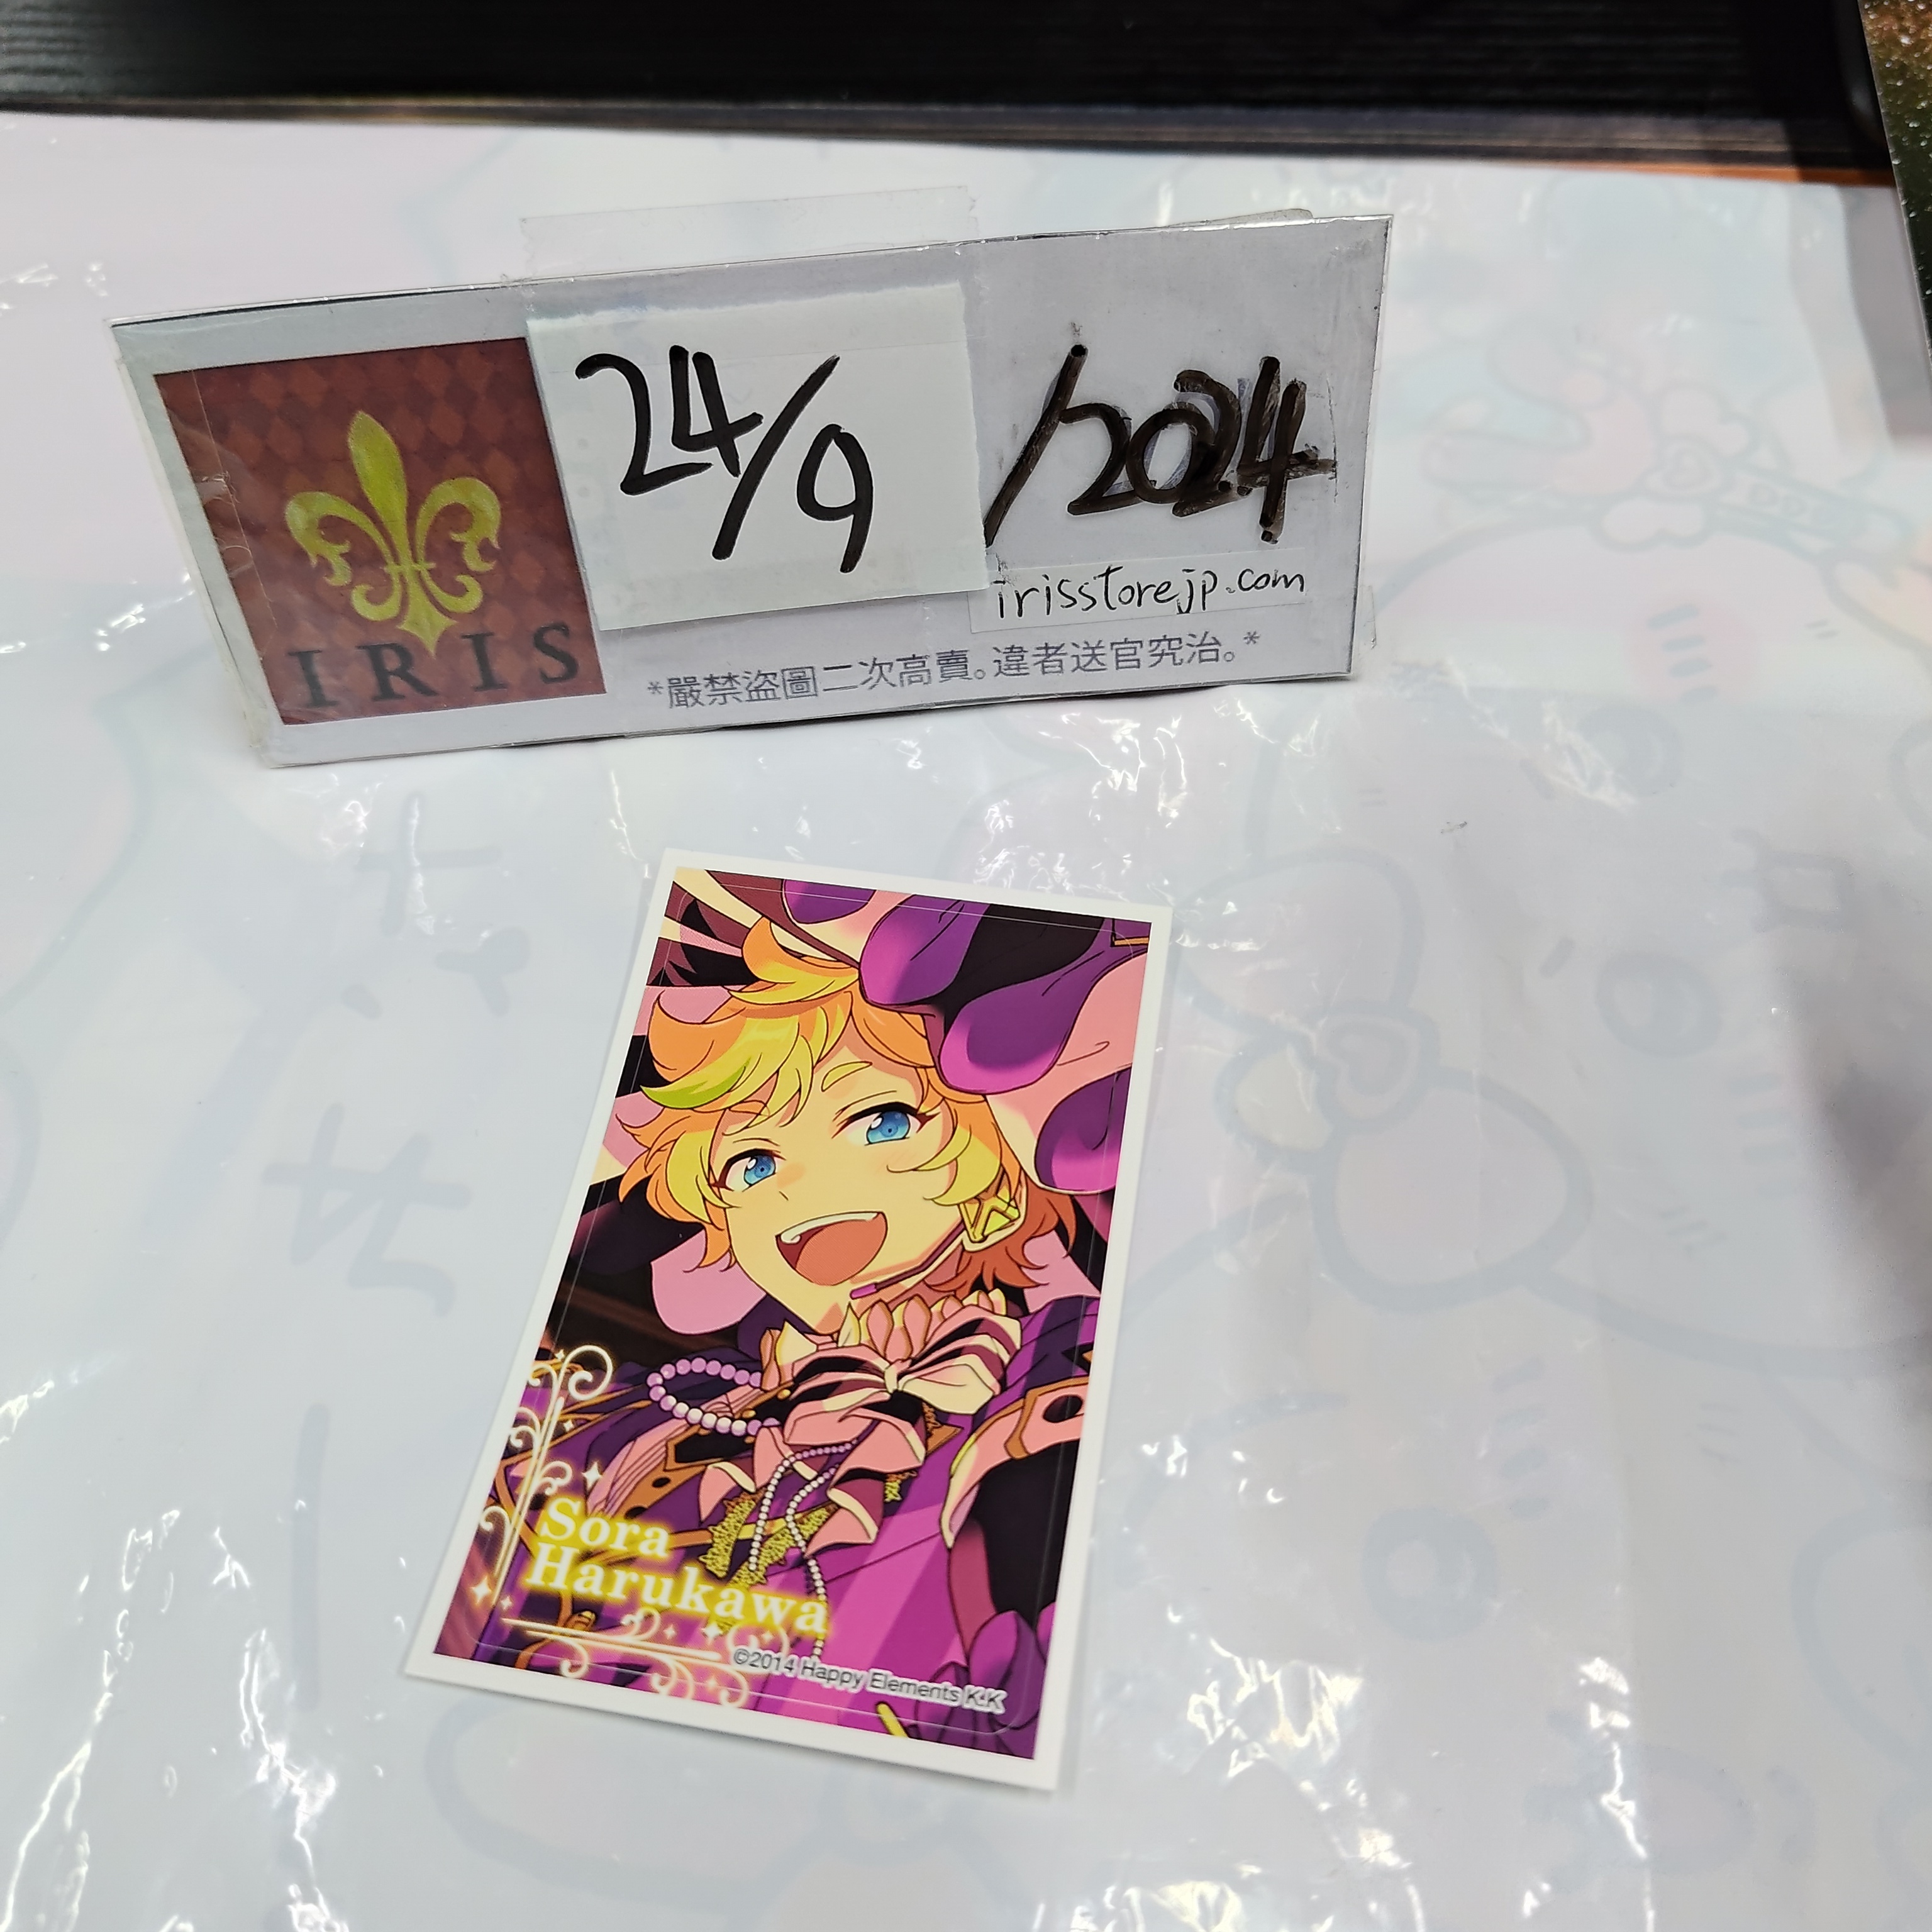 24/9 /2024
irisstorejp.com
IRIS
*嚴禁盜圖二次高賣。違者送官究治。*
Sora
Harukawa
©2014 Happy Elements K.K